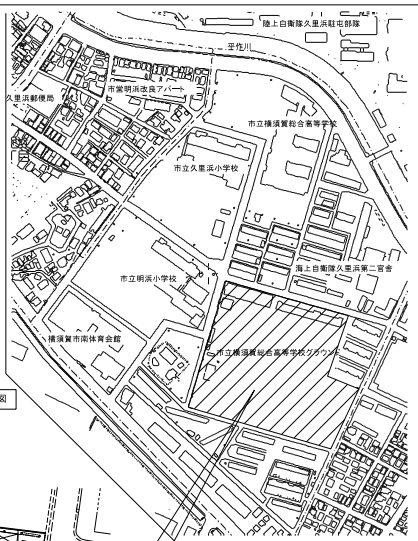 陸上自衛隊久里浜駐屯部隊
平作川
市営明浜改良アパート
久里浜郵便局
市立横須賀総合高等学校
市立久里浜小学校
海上自衛隊久里浜第二宿舎
市立明浜小学校
横須賀市南体育会館
市立横須賀総合高等学校グラウンド
図